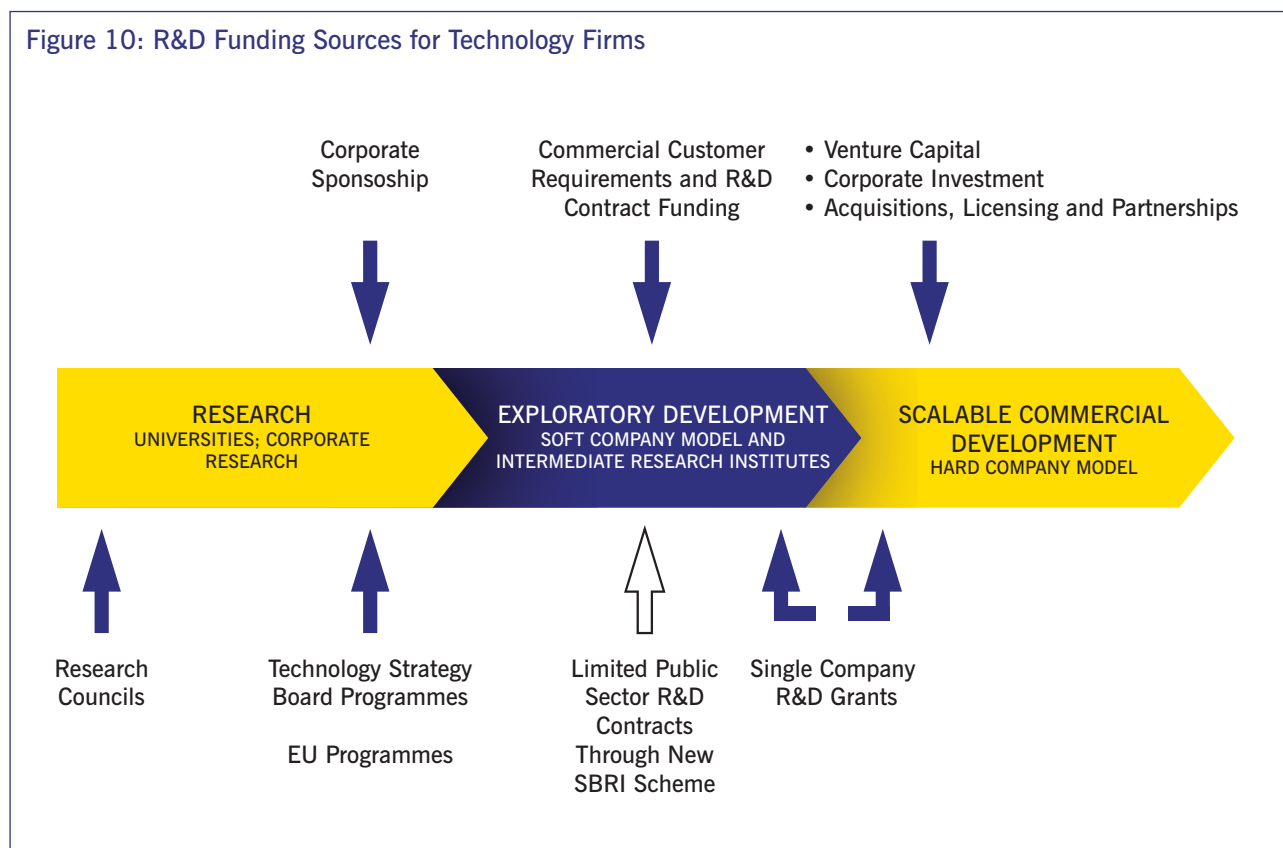 Figure 10: R&D Funding Sources for Technology Firms
Corporate
Sponsoship
Commercial Customer
Requirements and R&D
Contract Funding
• Venture Capital
• Corporate Investment
• Acquisitions, Licensing and Partnerships
RESEARCH
UNIVERSITIES; CORPORATE
RESEARCH
EXPLORATORY DEVELOPMENT
SOFT COMPANY MODEL AND
INTERMEDIATE RESEARCH INSTITUTES
SCALABLE COMMERCIAL
DEVELOPMENT
HARD COMPANY MODEL
Research
Councils
Technology Strategy
Board Programmes
EU Programmes
Limited Public
Sector R&D
Contracts
Through New
SBRI Scheme
Single Company
R&D Grants